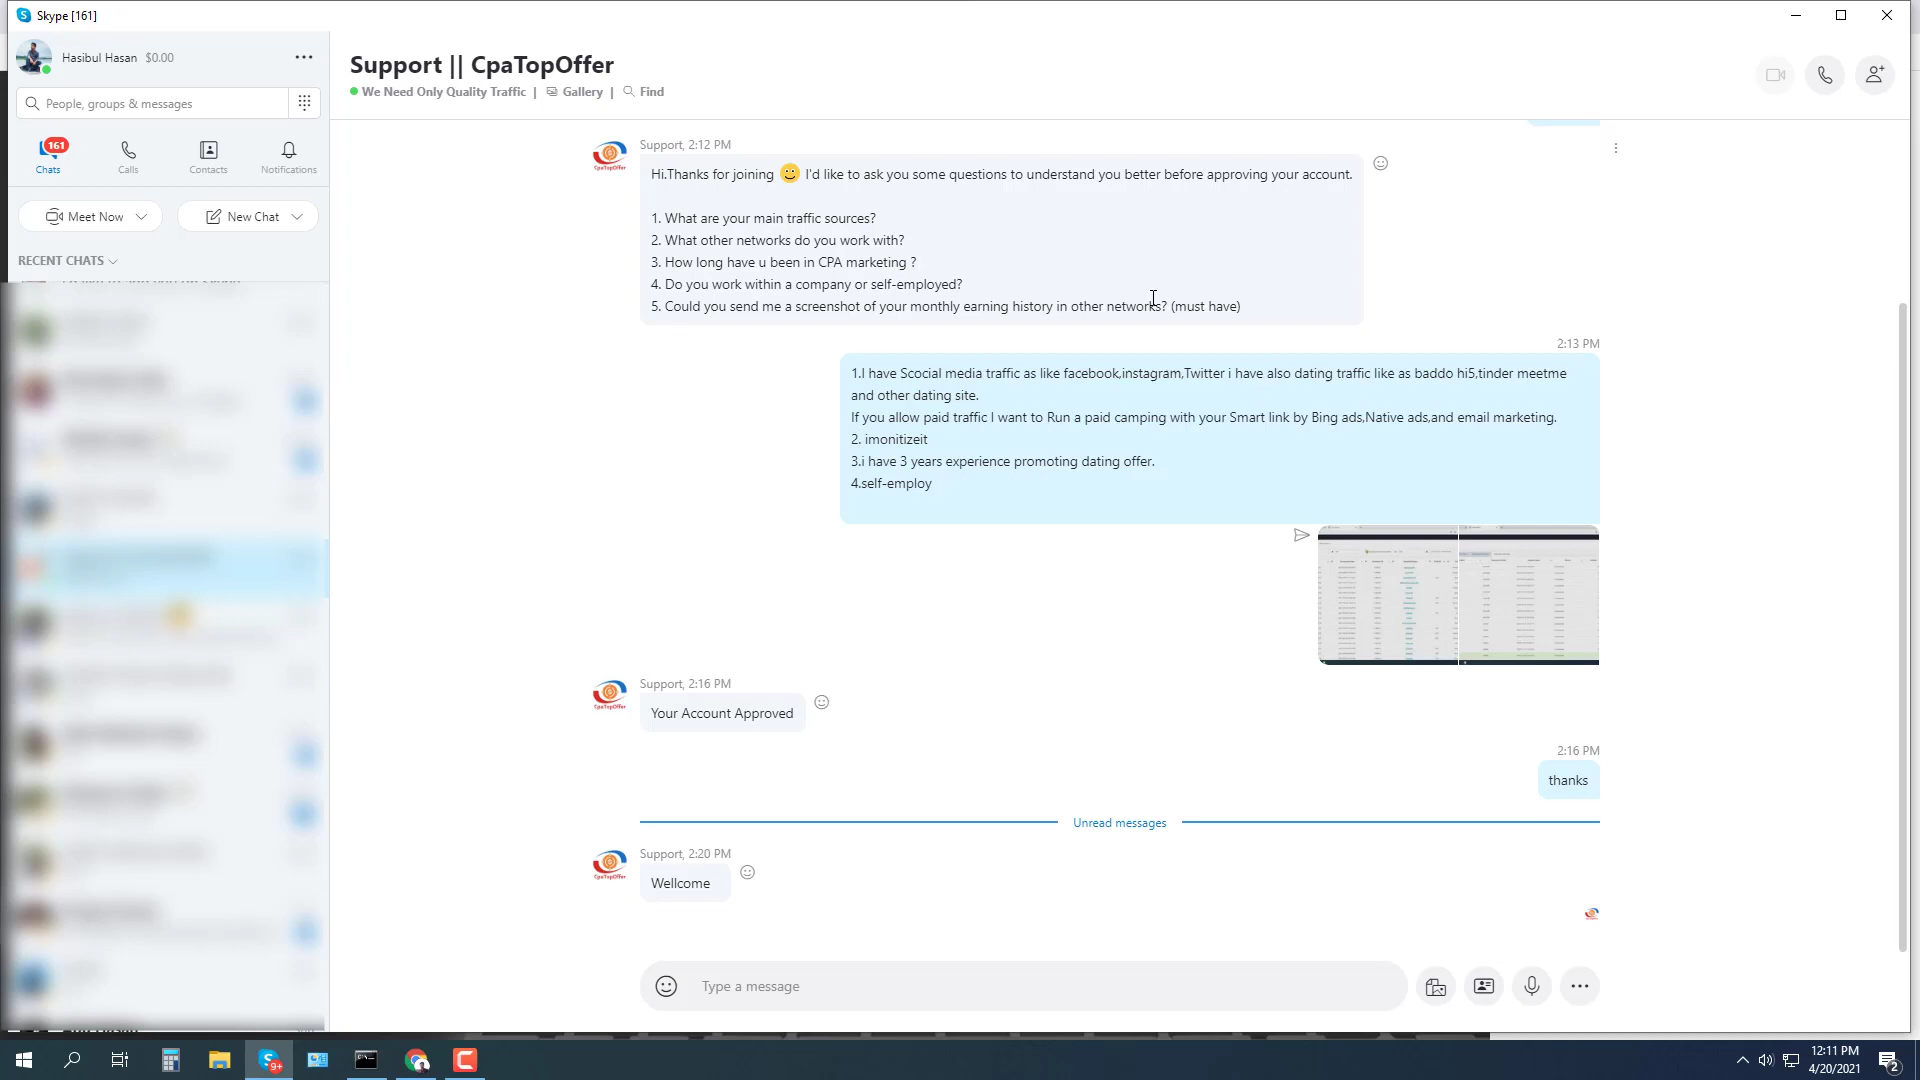 Skype [161]
Hasibul Hasan $0.00
People, groups & messages
161
Chats
Calls
Contacts
Notifications
Meet Now
New Chat
RECENT CHATS
Support || CpaTopOffer
We Need Only Quality Traffic | Gallery | Find
Support, 2:12 PM
CpaTopOffer
Hi.Thanks for joining I'd like to ask you some questions to understand you better before approving your account.
1. What are your main traffic sources?
2. What other networks do you work with?
3. How long have u been in CPA marketing ?
4. Do you work within a company or self-employed?
5. Could you send me a screenshot of your monthly earning history in other networks? (must have)
2:13 PM
1.I have Scocial media traffic as like facebook,instagram,Twitter i have also dating traffic like as baddo hi5,tinder meetme
and other dating site.
If you allow paid traffic I want to Run a paid camping with your Smart link by Bing ads,Native ads,and email marketing.
2. imonitizeit
3.i have 3 years experience promoting dating offer.
4.self-employ
Support, 2:16 PM
CpaTopOffer
Your Account Approved
2:16 PM
thanks
Unread messages
Support, 2:20 PM
CpaTopOffer
Wellcome
Type a message
9+
12:11 PM
4/20/2021
2